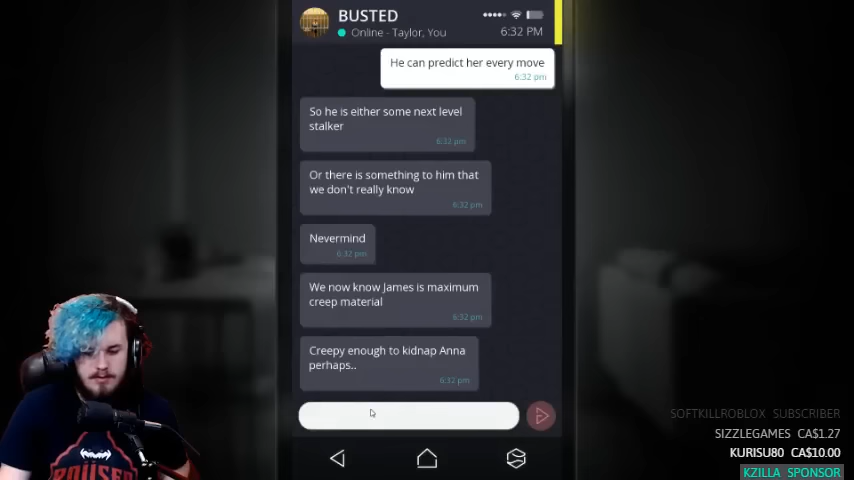 BUSTED
Online - Taylor, You
6:32 PM
He can predict her every move
6:32 pm
So he is either some next level
stalker
6:32 pm
Or there is something to him that
we don't really know
6:32 pm
Nevermind
6:32 pm
We now know James is maximum
creep material
6:32 pm
Creepy enough to kidnap Anna
perhaps..
6:32 pm
SOFTKILLROBLOX SUBSCRIBER
SIZZLEGAMES CA$1.27
KURISU80 CA$10.00
KZILLA SPONSOR